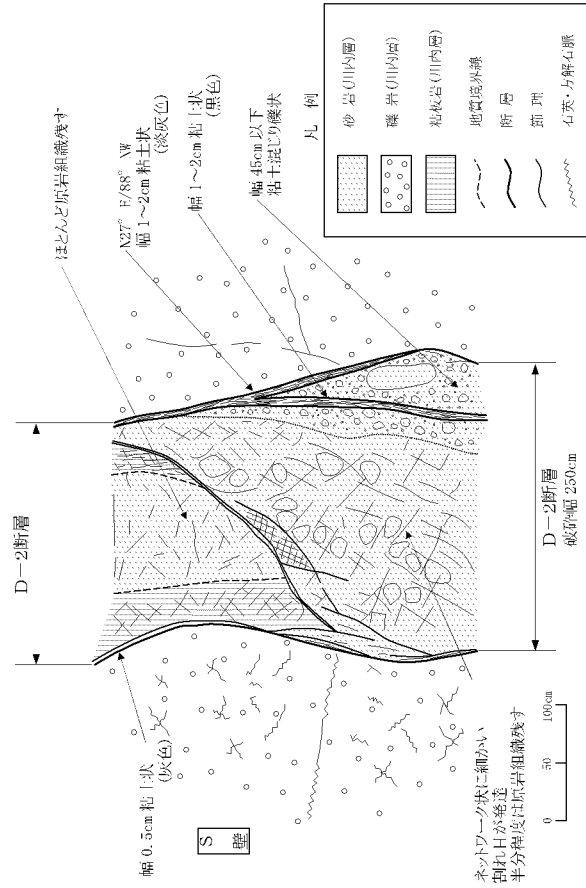 D－2断層
ほとんど原岩組織残す
N27°E/88°NW
幅1～2cm粘土状
(淡灰色)
幅1～2cm粘土状
(黒色)
幅45cm以下
粘土混じり礫状
幅0.5cm粘土状
(灰色)
S
壁
D－2断層
破砕幅250cm
ネットワーク状に細かい
割れ目が発達
半分程度は原岩組織残す
0 50 100cm
凡 例
砂岩(川内層)
礫岩(川内層)
粘板岩(川内層)
地質境界線
断層
節理
石英・方解石脈